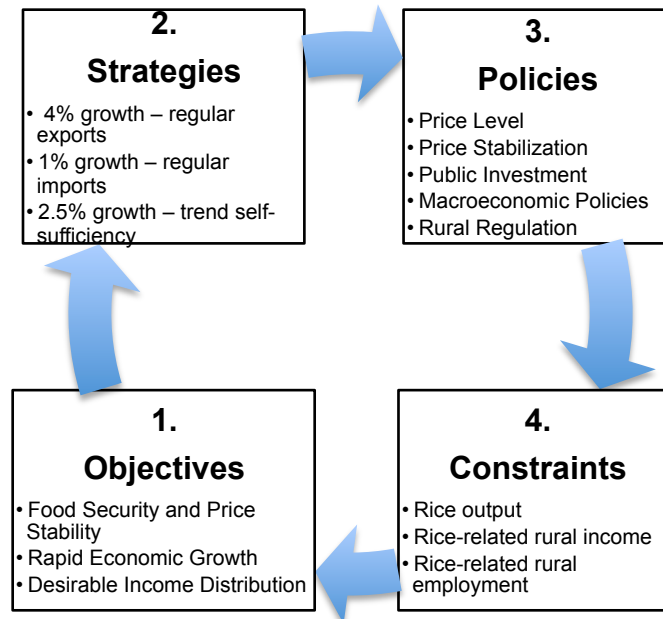 2.
Strategies
• 4% growth – regular
exports
• 1% growth – regular
imports
• 2.5% growth – trend self-
sufficiency
3.
Policies
• Price Level
• Price Stabilization
• Public Investment
• Macroeconomic Policies
• Rural Regulation
1.
Objectives
• Food Security and Price
Stability
• Rapid Economic Growth
• Desirable Income Distribution
4.
Constraints
• Rice output
• Rice-related rural income
• Rice-related rural
employment